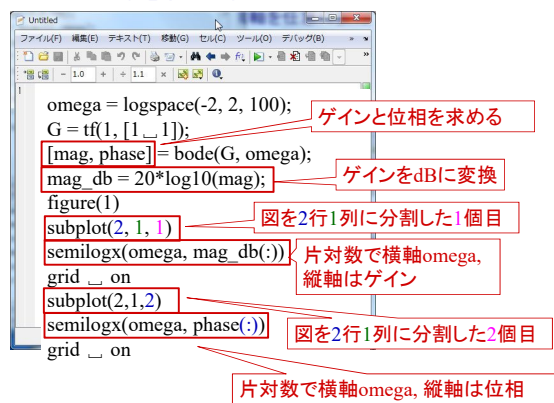 Untitled
ファイル(F) 編集(E) テキスト(T) 移動(G) セル(C) ツール(O) デバッグ(B)
- 1.0 + ÷ 1.1 ×
1
omega = logspace(-2, 2, 100);
ゲインと位相を求める
G = tf(1, [1␣1]);
[mag, phase] = bode(G, omega);
mag_db = 20*log10(mag);
ゲインをdBに変換
figure(1)
subplot(2, 1, 1)
図を2行1列に分割した1個目
semilogx(omega, mag_db(:))
片対数で横軸omega,
縦軸はゲイン
grid ␣ on
subplot(2,1,2)
semilogx(omega, phase(:))
図を2行1列に分割した2個目
grid ␣ on
片対数で横軸omega, 縦軸は位相